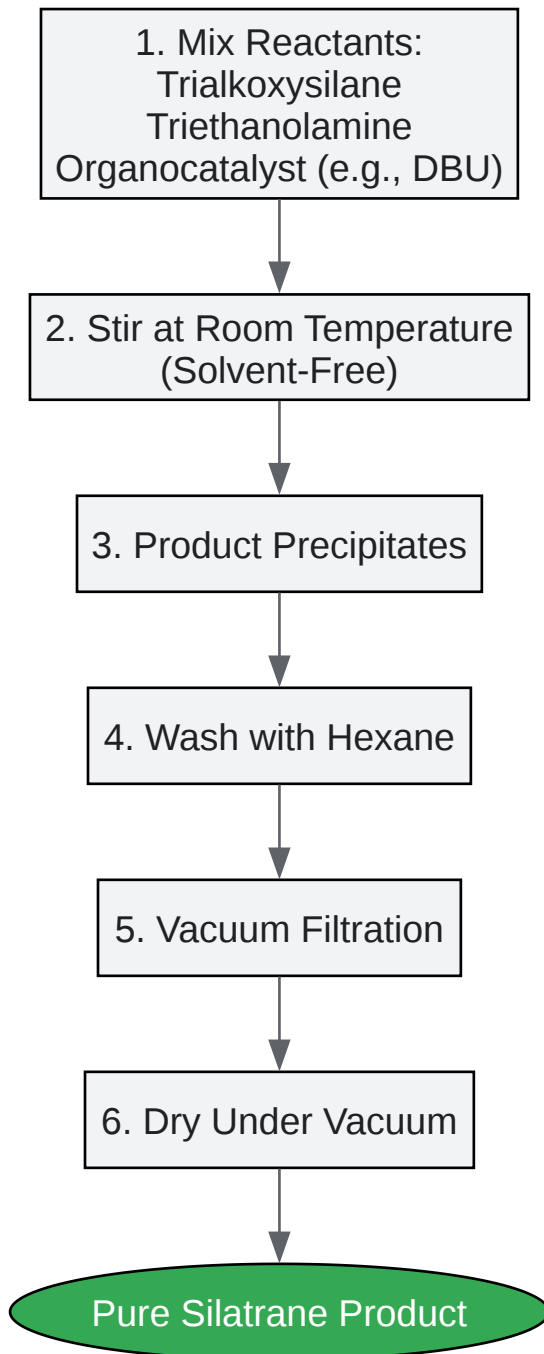 1. Mix Reactants:
Trialkoxysilane
Triethanolamine
Organocatalyst (e.g., DBU)
2. Stir at Room Temperature
(Solvent-Free)
3. Product Precipitates
4. Wash with Hexane
5. Vacuum Filtration
6. Dry Under Vacuum
Pure Silatrane Product